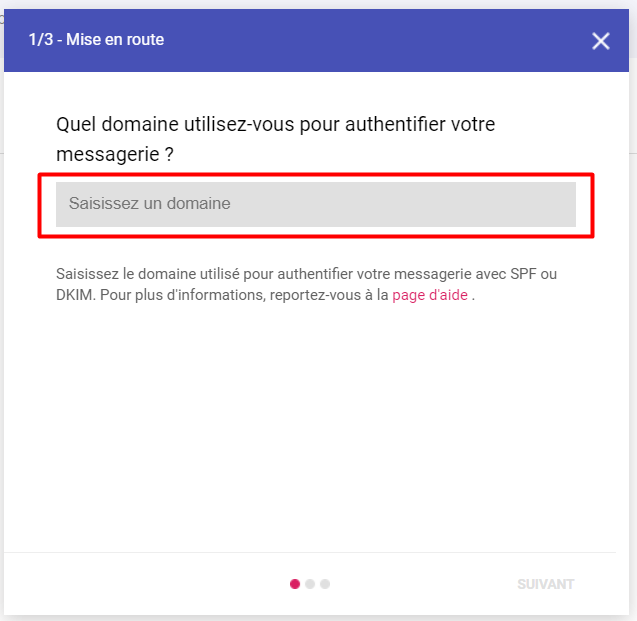 1/3 - Mise en route
Quel domaine utilisez-vous pour authentifier votre
messagerie ?
Saisissez un domaine
Saisissez le domaine utilisé pour authentifier votre messagerie avec SPF ou
DKIM. Pour plus d'informations, reportez-vous à la page d'aide .
SUIVANT